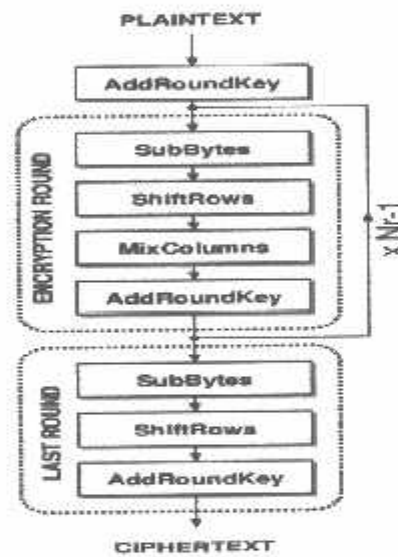 PLAINTEXT
AddRoundKey
ENCRYPTION ROUND
SubBytes
ShiftRows
MixColumns
AddRoundKey
x Nr-1
LAST ROUND
SubBytes
ShiftRows
AddRoundKey
CIPHERTEXT